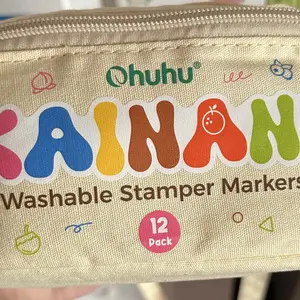 Ohuhu®
KAINAN
Washable Stamper Markers
12
Pack